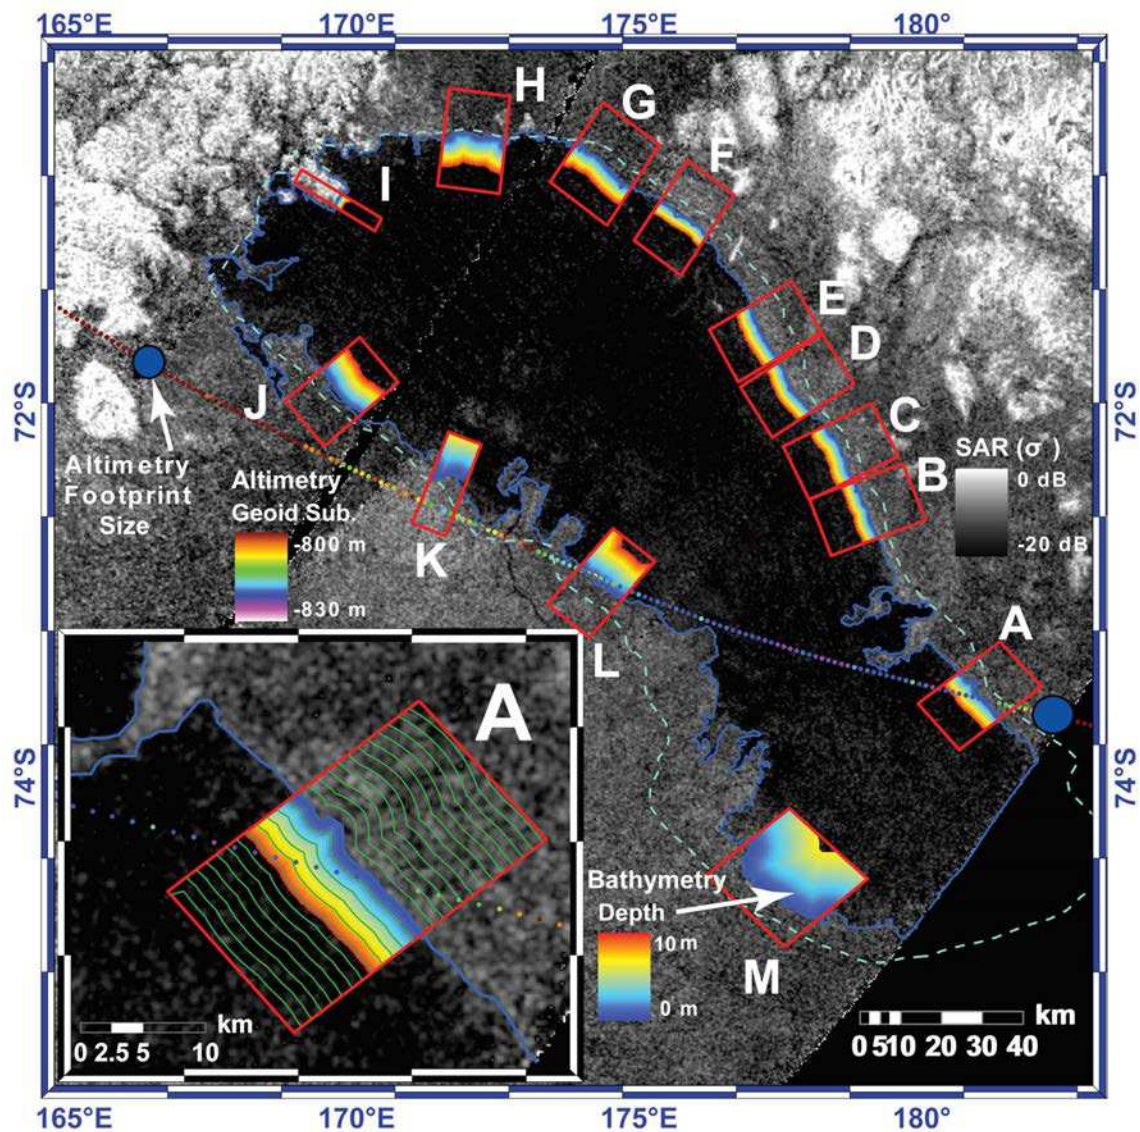 165°E 170°E 175°E 180°
H
G
F
I
E
D
J
C
72°S
72°S
SAR (σ )
0 dB
-20 dB
B
Altimetry
Footprint
Size
Altimetry
Geoid Sub.
-800 m
-830 m
K
A
L
74°S
74°S
A
Bathymetry
Depth
10 m
0 m
M
km
0 2.5 5 10
km
0 5 10 20 30 40
165°E 170°E 175°E 180°